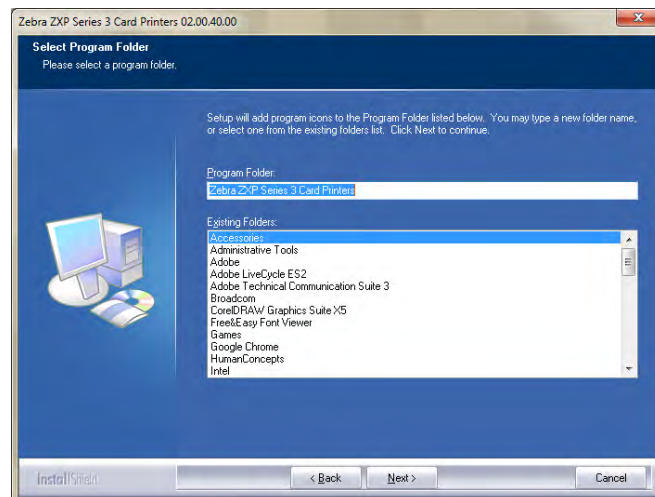 Zebra ZXP Series 3 Card Printers 02.00.40.00
Select Program Folder
Please select a program folder.
Setup will add program icons to the Program Folder listed below. You may type a new folder name,
or select one from the existing folders list. Click Next to continue.
Program Folder:
Zebra ZXP Series 3 Card Printers
Existing Folders:
Accessories
Administrative Tools
Adobe
Adobe LiveCycle ES2
Adobe Technical Communication Suite 3
Broadcom
CorelDRAW Graphics Suite X5
Free&Easy Font Viewer
Games
Google Chrome
HumanConcepts
Intel
InstallShield
< Back
Next >
Cancel